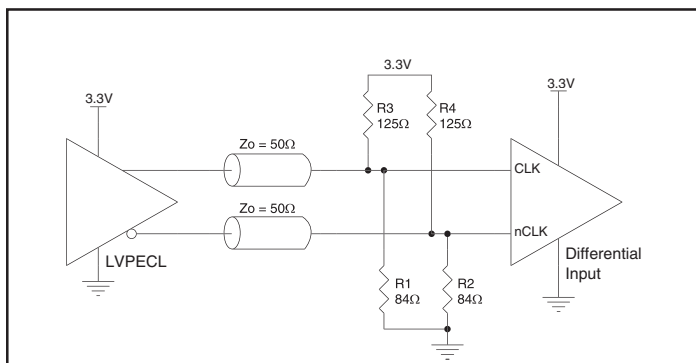 3.3V
3.3V
3.3V
R3
125Ω
R4
125Ω
Zo = 50Ω
CLK
Zo = 50Ω
nCLK
LVPECL
Differential
Input
R1
84Ω
R2
84Ω